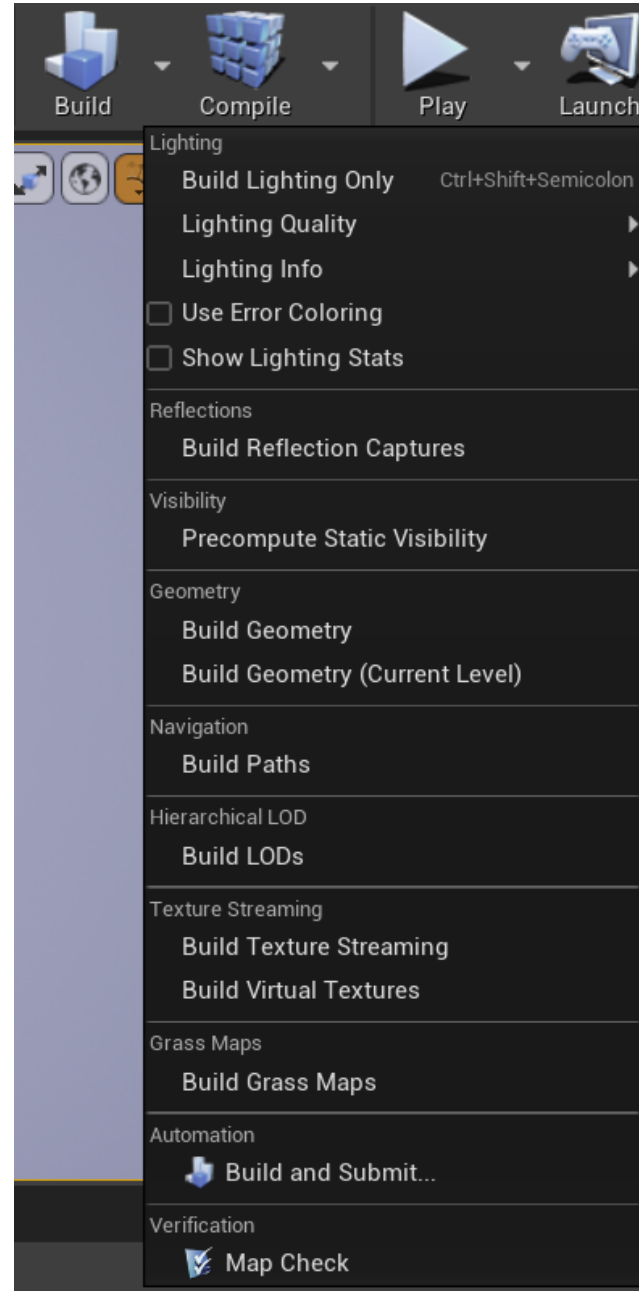 Build Compile Play Launch
Lighting
Build Lighting Only Ctrl+Shift+Semicolon
Lighting Quality
Lighting Info
Use Error Coloring
Show Lighting Stats
Reflections
Build Reflection Captures
Visibility
Precompute Static Visibility
Geometry
Build Geometry
Build Geometry (Current Level)
Navigation
Build Paths
Hierarchical LOD
Build LODs
Texture Streaming
Build Texture Streaming
Build Virtual Textures
Grass Maps
Build Grass Maps
Automation
Build and Submit...
Verification
Map Check